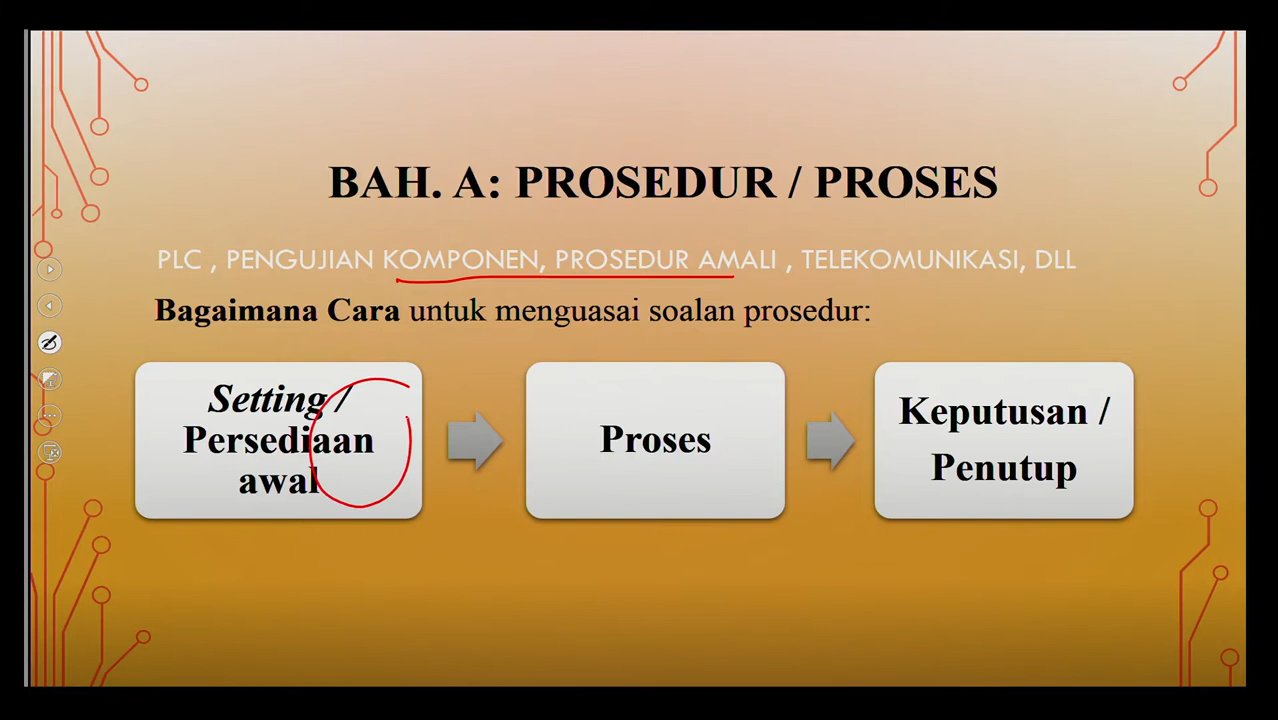 BAH. A: PROSEDUR / PROSES
PLC , PENGUJIAN KOMPONEN, PROSEDUR AMALI , TELEKOMUNIKASI, DLL
Bagaimana Cara untuk menguasai soalan prosedur:
Setting /
Persediaan
awal
Proses
Keputusan /
Penutup